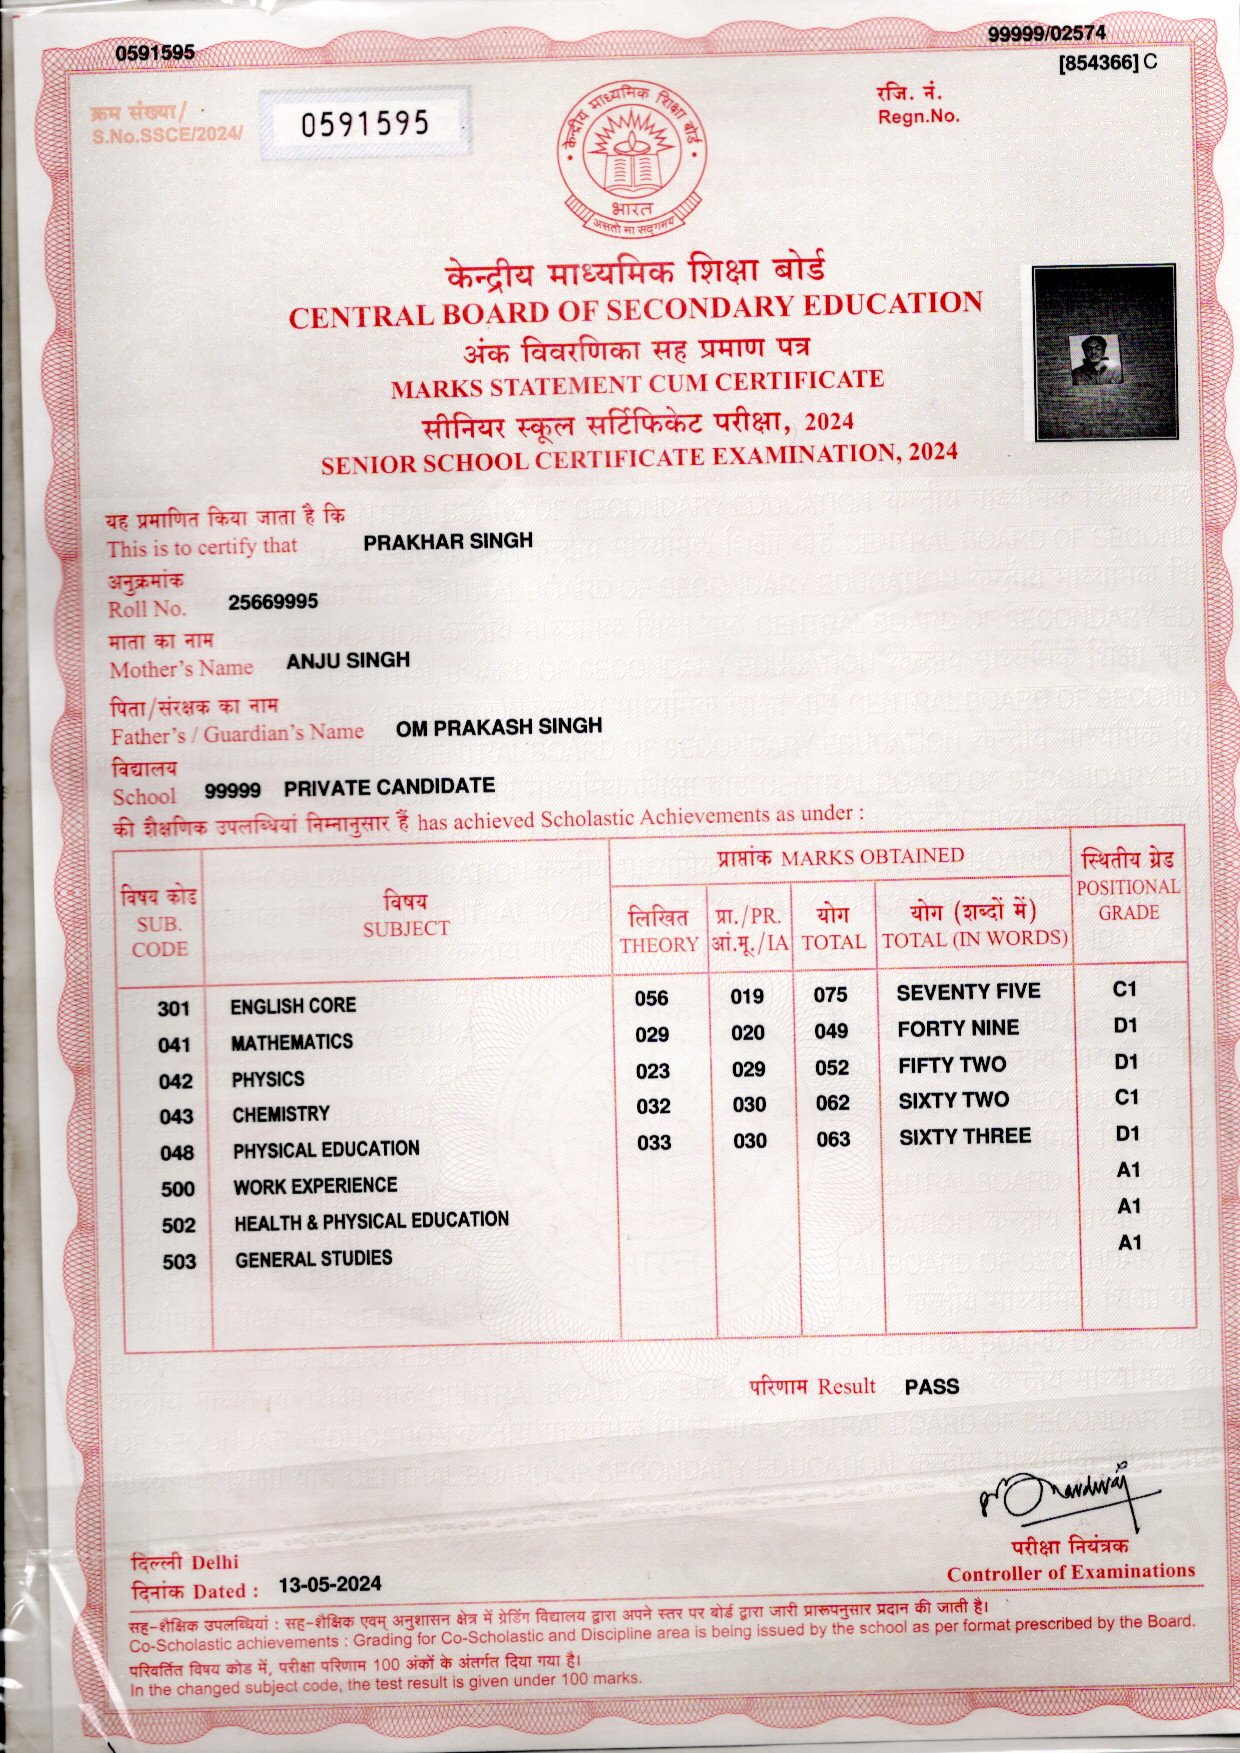 0591595
99999/02574
[854366] C
क्रम संख्या/
S.No.SSCE/2024/
0591595
रजि. नं.
Regn.No.
केन्द्रीय माध्यमिक शिक्षा बोर्ड
भारत
असतो मा सद्गमय
केन्द्रीय माध्यमिक शिक्षा बोर्ड
CENTRAL BOARD OF SECONDARY EDUCATION
अंक विवरणिका सह प्रमाण पत्र
MARKS STATEMENT CUM CERTIFICATE
सीनियर स्कूल सर्टिफिकेट परीक्षा, 2024
SENIOR SCHOOL CERTIFICATE EXAMINATION, 2024
यह प्रमाणित किया जाता है कि
This is to certify that PRAKHAR SINGH
अनुक्रमांक
Roll No. 25669995
माता का नाम
Mother's Name ANJU SINGH
पिता/संरक्षक का नाम
Father's / Guardian's Name OM PRAKASH SINGH
विद्यालय
School 99999 PRIVATE CANDIDATE
की शैक्षणिक उपलब्धियां निम्नानुसार हैं has achieved Scholastic Achievements as under :
विषय कोड
SUB.
CODE
विषय
SUBJECT
प्राप्तांक MARKS OBTAINED
लिखित
THEORY
प्रा./PR.
आं.मू./IA
योग
TOTAL
योग (शब्दों में)
TOTAL (IN WORDS)
स्थितीय ग्रेड
POSITIONAL
GRADE
301 ENGLISH CORE 056 019 075 SEVENTY FIVE C1
041 MATHEMATICS 029 020 049 FORTY NINE D1
042 PHYSICS 023 029 052 FIFTY TWO D1
043 CHEMISTRY 032 030 062 SIXTY TWO C1
048 PHYSICAL EDUCATION 033 030 063 SIXTY THREE D1
500 WORK EXPERIENCE A1
502 HEALTH & PHYSICAL EDUCATION A1
503 GENERAL STUDIES A1
परिणाम Result PASS
परीक्षा नियंत्रक
Controller of Examinations
दिल्ली Delhi
दिनांक Dated : 13-05-2024
सह-शैक्षिक उपलब्धियां : सह-शैक्षिक एवम् अनुशासन क्षेत्र में ग्रेडिंग विद्यालय द्वारा अपने स्तर पर बोर्ड द्वारा जारी प्रारूपनुसार प्रदान की जाती है।
Co-Scholastic achievements : Grading for Co-Scholastic and Discipline area is being issued by the school as per format prescribed by the Board.
परिवर्तित विषय कोड में, परीक्षा परिणाम 100 अंकों के अंतर्गत दिया गया है।
In the changed subject code, the test result is given under 100 marks.